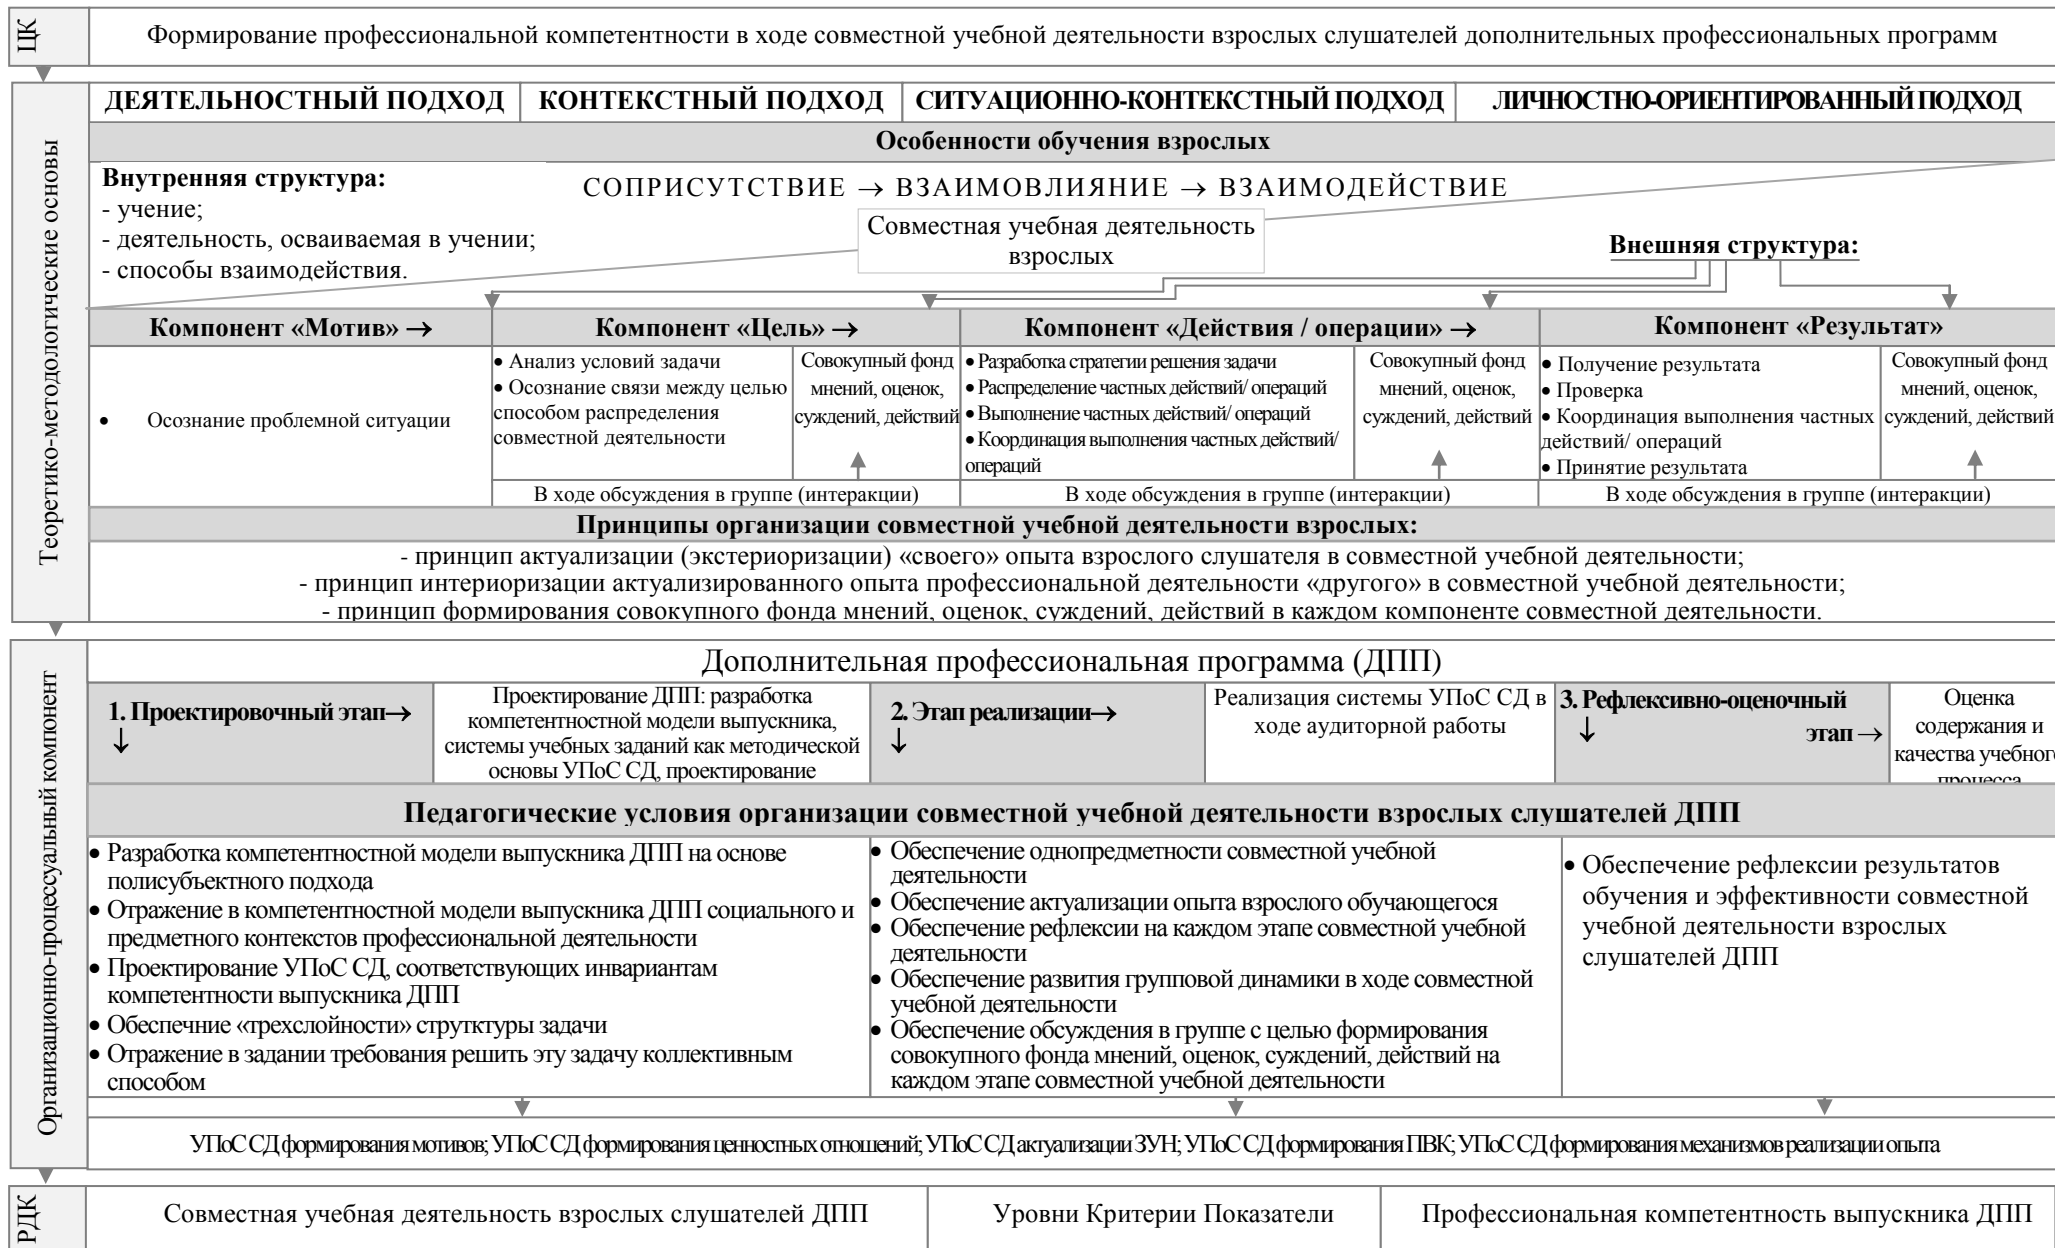 ЦК
Формирование профессиональной компетентности в ходе совместной учебной деятельности взрослых слушателей дополнительных профессиональных программ
Теоретико-методологические основы
ДЕЯТЕЛЬНОСТНЫЙ ПОДХОД
КОНТЕКСТНЫЙ ПОДХОД
СИТУАЦИОННО-КОНТЕКСТНЫЙ ПОДХОД
ЛИЧНОСТНО-ОРИЕНТИРОВАННЫЙ ПОДХОД
Особенности обучения взрослых
Внутренняя структура:
- учение;
- деятельность, осваиваемая в учении;
- способы взаимодействия.
СОПРИСУТСТВИЕ → ВЗАИМОВЛИЯНИЕ → ВЗАИМОДЕЙСТВИЕ
Совместная учебная деятельность
взрослых
Внешняя структура:
Компонент «Мотив» →
Компонент «Цель» →
Компонент «Действия / операции» →
Компонент «Результат»
• Осознание проблемной ситуации
• Анализ условий задачи
• Осознание связи между целью
способом распределения
совместной деятельности
Совокупный фонд
мнений, оценок,
суждений, действий
• Разработка стратегии решения задачи
• Распределение частных действий/ операций
• Выполнение частных действий/ операций
• Координация выполнения частных действий/
операций
Совокупный фонд
мнений, оценок,
суждений, действий
• Получение результата
• Проверка
• Координация выполнения частных
действий/ операций
• Принятие результата
Совокупный фонд
мнений, оценок,
суждений, действий
В ходе обсуждения в группе (интеракции)
В ходе обсуждения в группе (интеракции)
В ходе обсуждения в группе (интеракции)
Принципы организации совместной учебной деятельности взрослых:
- принцип актуализации (экстериоризации) «своего» опыта взрослого слушателя в совместной учебной деятельности;
- принцип интериоризации актуализированного опыта профессиональной деятельности «другого» в совместной учебной деятельности;
- принцип формирования совокупного фонда мнений, оценок, суждений, действий в каждом компоненте совместной деятельности.
Организационно-процессуальный компонент
Дополнительная профессиональная программа (ДПП)
1. Проектировочный этап→
↓
Проектирование ДПП: разработка
компетентностной модели выпускника,
системы учебных заданий как методической
основы УПоС СД, проектирование
2. Этап реализации→
↓
Реализация системы УПоС СД в
ходе аудиторной работы
3. Рефлексивно-оценочный
↓ этап →
Оценка
содержания и
качества учебного
процесса
Педагогические условия организации совместной учебной деятельности взрослых слушателей ДПП
• Разработка компетентностной модели выпускника ДПП на основе
полисубъектного подхода
• Отражение в компетентностной модели выпускника ДПП социального и
предметного контекстов профессиональной деятельности
• Проектирование УПоС СД, соответствующих инвариантам
компетентности выпускника ДПП
• Обеспечние «трехслойности» струтктуры задачи
• Отражение в задании требования решить эту задачу коллективным
способом
• Обеспечение однопредметности совместной учебной
деятельности
• Обеспечение актуализации опыта взрослого обучающегося
• Обеспечение рефлексии на каждом этапе совместной учебной
деятельности
• Обеспечение развития групповой динамики в ходе совместной
учебной деятельности
• Обеспечение обсуждения в группе с целью формирования
совокупного фонда мнений, оценок, суждений, действий на
каждом этапе совместной учебной деятельности
• Обеспечение рефлексии результатов
обучения и эффективности совместной
учебной деятельности взрослых
слушателей ДПП
УПоС СД формирования мотивов; УПоС СД формирования ценностных отношений; УПоС СД актуализации ЗУН; УПоС СД формирования ПВК; УПоС СД формирования механизмов реализации опыта
РДК
Совместная учебная деятельность взрослых слушателей ДПП
Уровни Критерии Показатели
Профессиональная компетентность выпускника ДПП